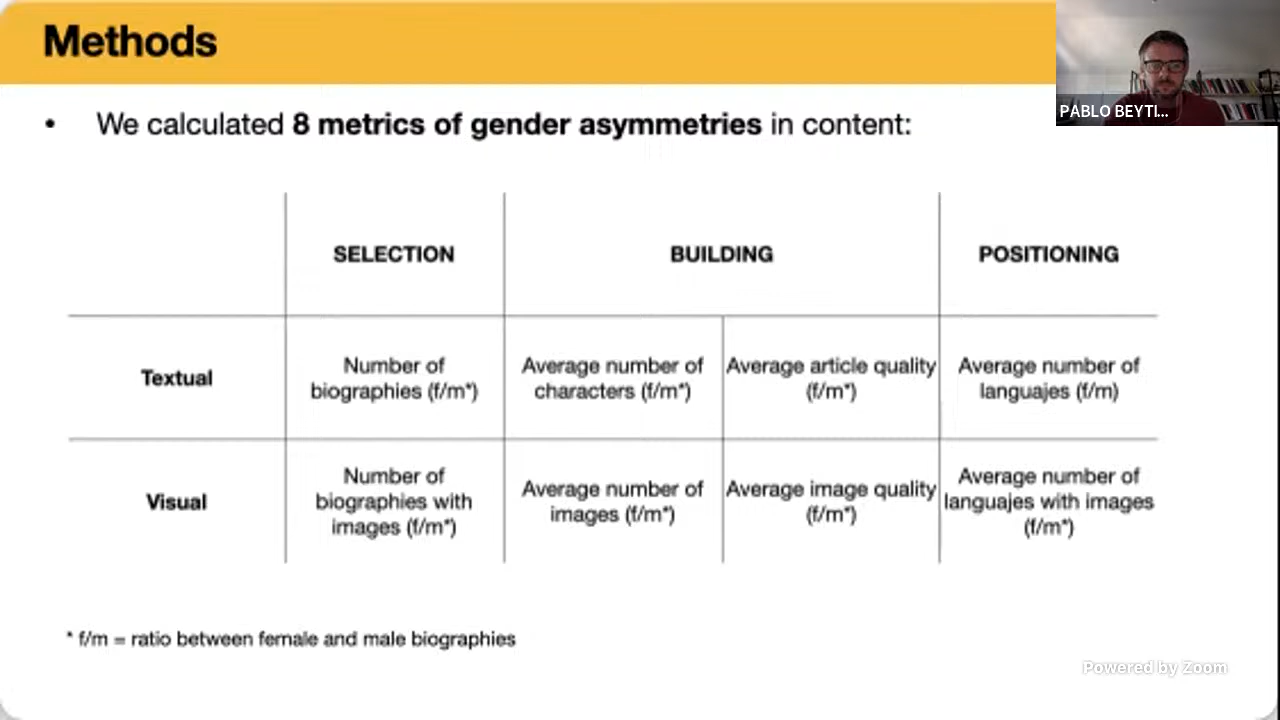 Methods
PABLO BEYTI...
• We calculated 8 metrics of gender asymmetries in content:
SELECTION
BUILDING
POSITIONING
Textual
Number of
biographies (f/m*)
Average number of
characters (f/m*)
Average article quality
(f/m*)
Average number of
languajes (f/m)
Visual
Number of
biographies with
images (f/m*)
Average number of
images (f/m*)
Average image quality
(f/m*)
Average number of
languajes with images
(f/m*)
* f/m = ratio between female and male biographies
Powered by Zoom